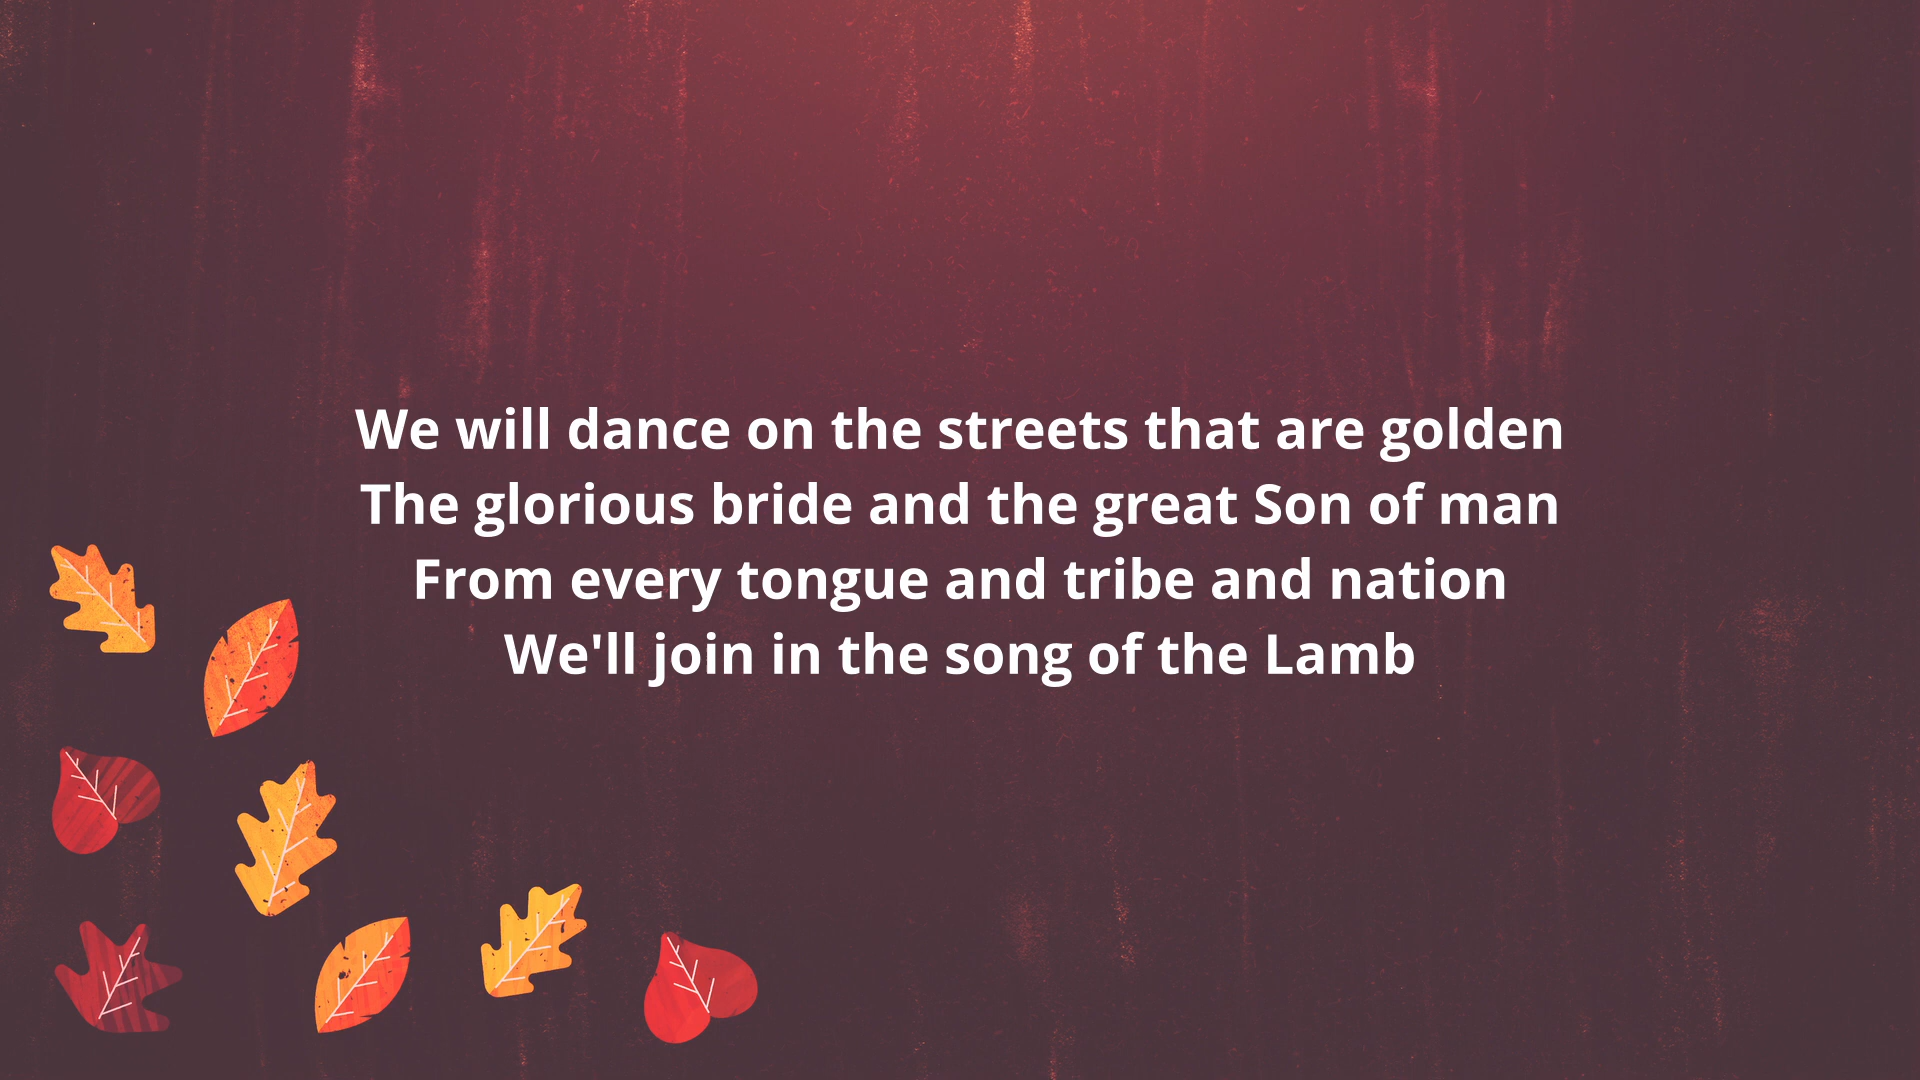 We will dance on the streets that are golden
The glorious bride and the great Son of man
From every tongue and tribe and nation
We'll join in the song of the Lamb